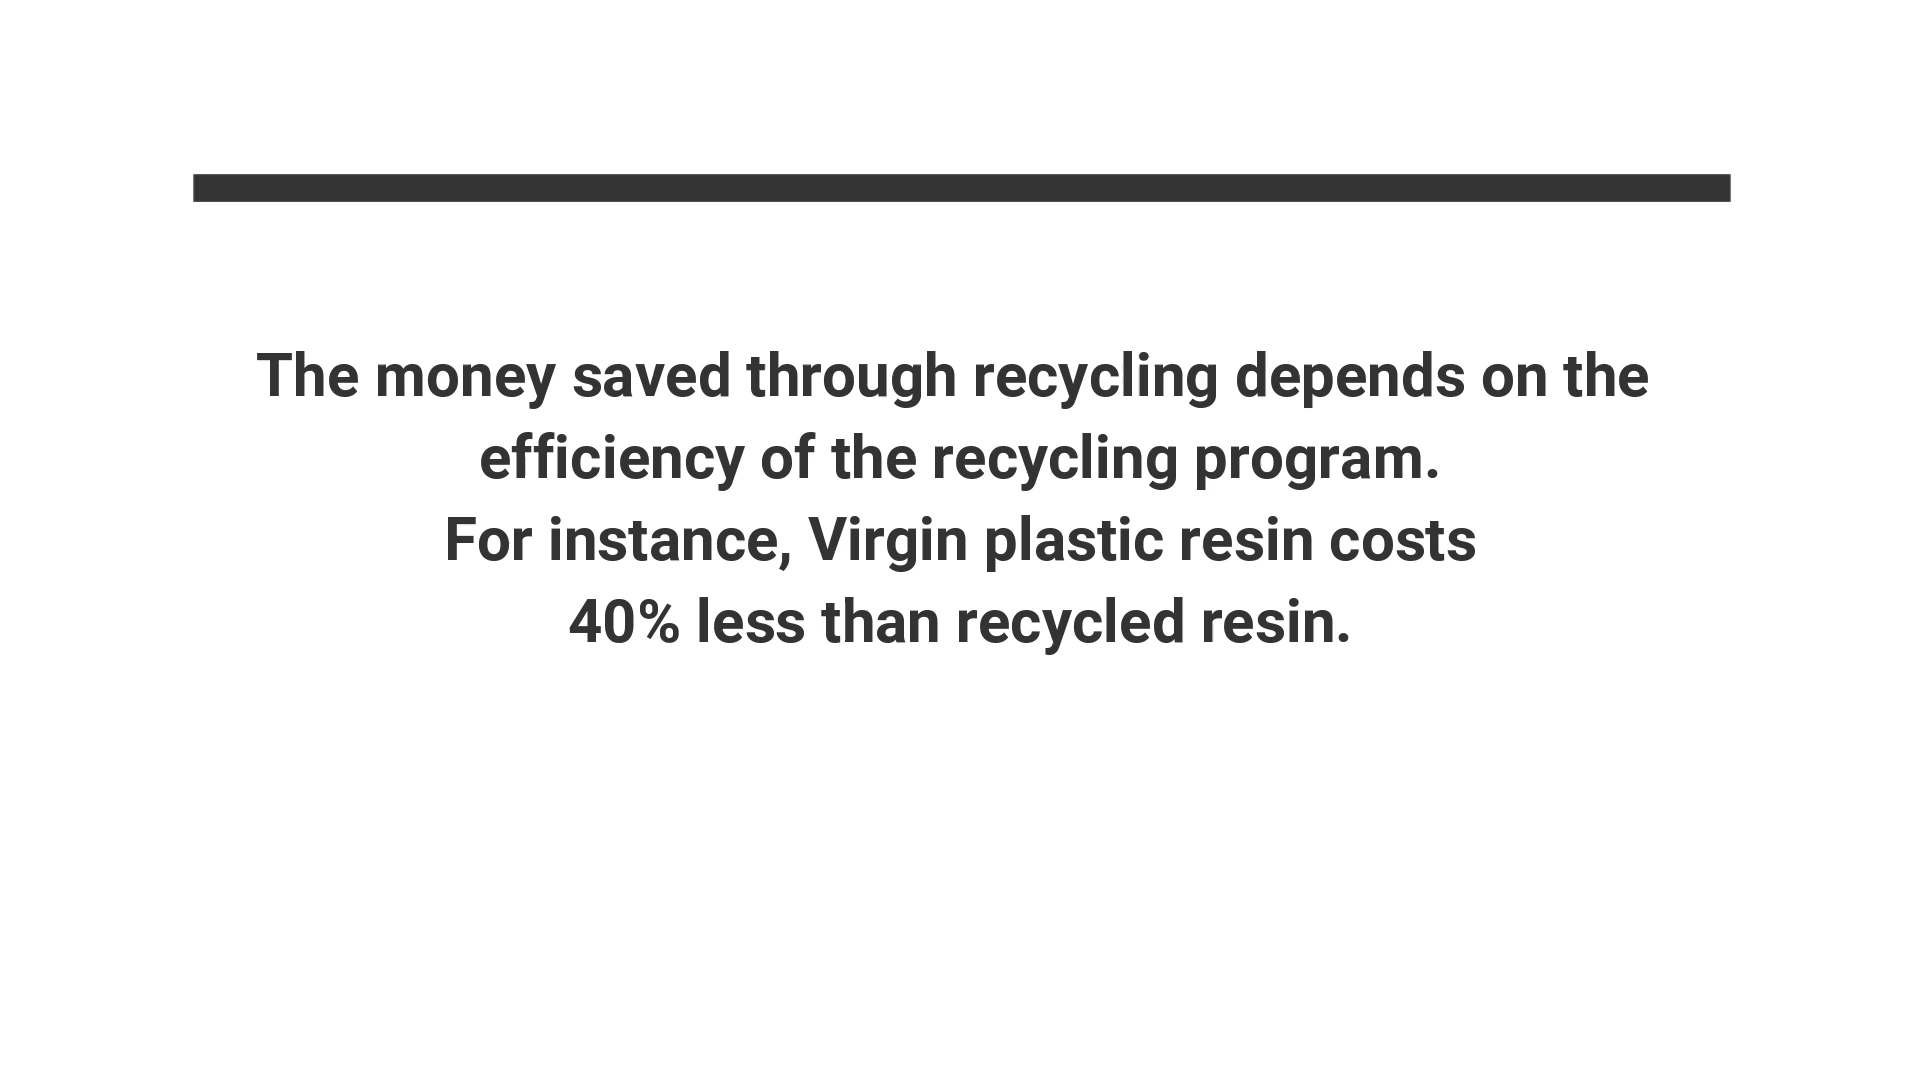 The money saved through recycling depends on the
efficiency of the recycling program.
For instance, Virgin plastic resin costs
40% less than recycled resin.